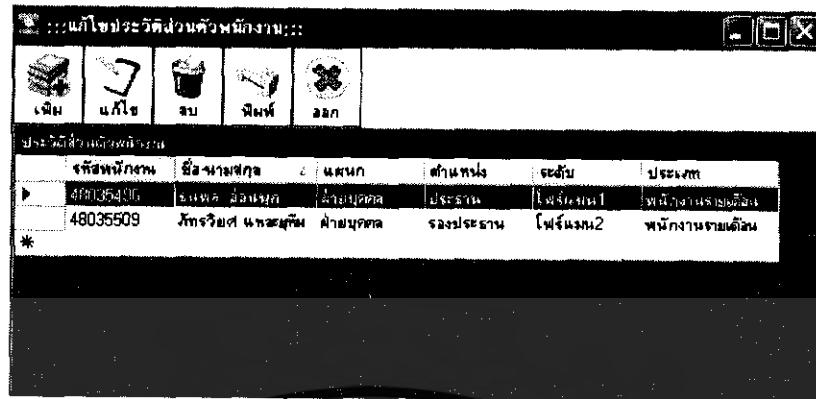 :::แก้ไขประวัติส่วนตัวพนักงาน:::
เพิ่ม แก้ไข ลบ พิมพ์ ออก
ประวัติส่วนตัวพนักงาน
รหัสพนักงาน ชื่อ-นามสกุล แผนก ตำแหน่ง ระดับ ประเภท
ฝ่ายบุคคล ประธาน โฟร์แมน1 พนักงานรายเดือน
48035509 ภัทรวิยศ ฝ่ายบุคคล รองประธาน โฟร์แมน2 พนักงานรายเดือน